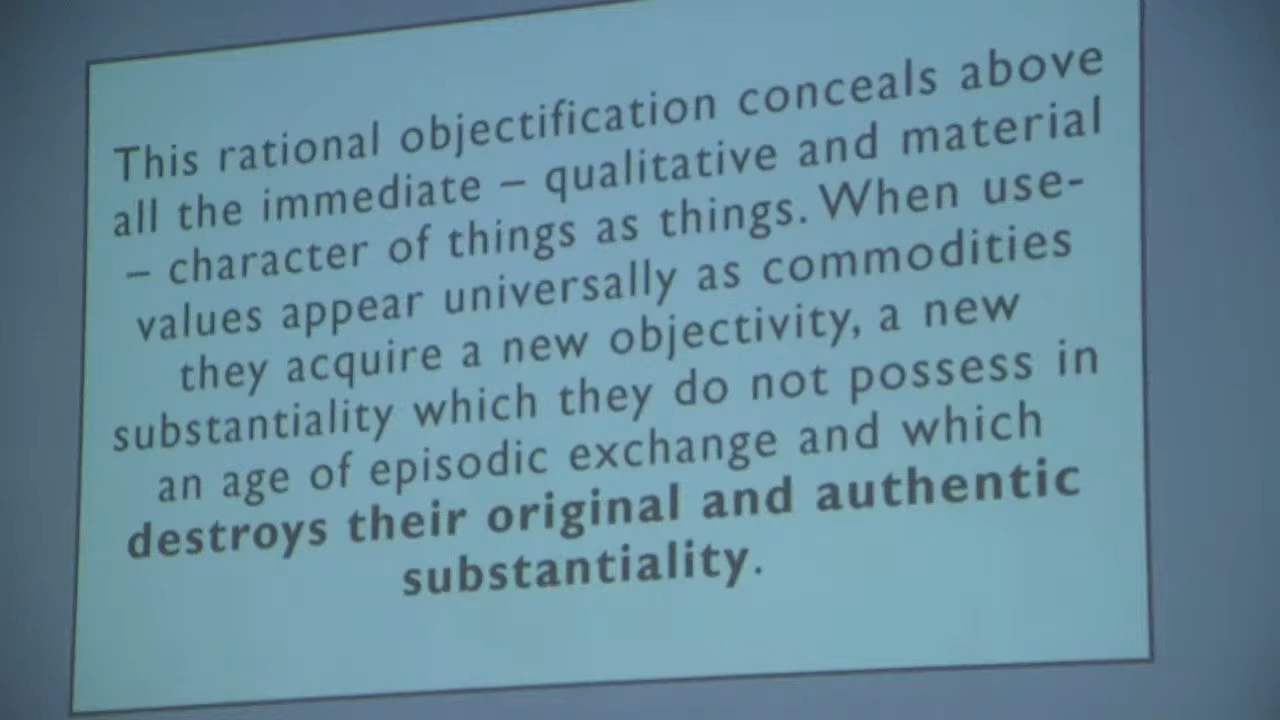 This rational objectification conceals above
all the immediate – qualitative and material
– character of things as things. When use-
values appear universally as commodities
they acquire a new objectivity, a new
substantiality which they do not possess in
an age of episodic exchange and which
destroys their original and authentic
substantiality.